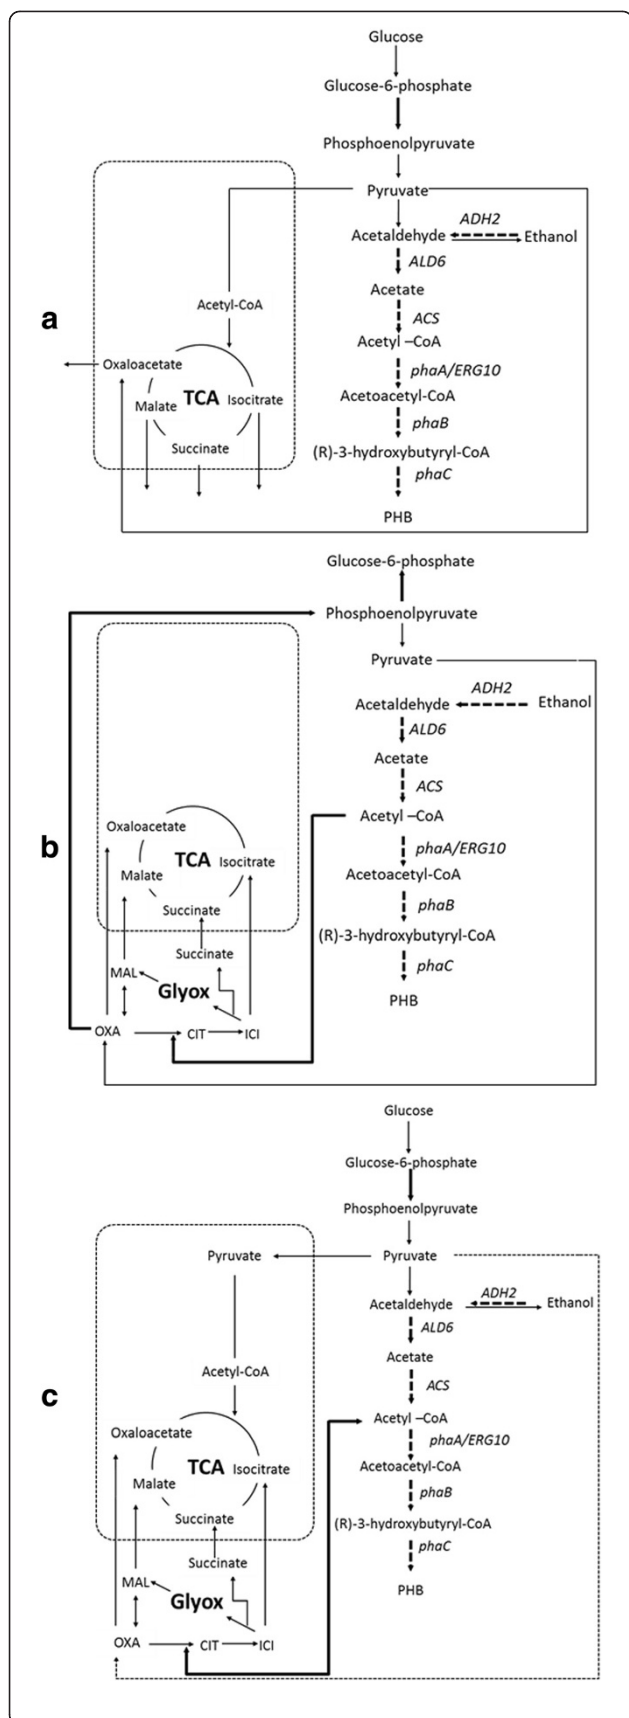 Glucose
Glucose-6-phosphate
Phosphoenolpyruvate
Pyruvate
ADH2
Acetaldehyde
Ethanol
ALD6
Acetate
Acetyl-CoA
ACS
a
Acetyl –CoA
Oxaloacetate
phaA/ERG10
Acetoacetyl-CoA
Malate
TCA
Isocitrate
phaB
Succinate
(R)-3-hydroxybutyryl-CoA
phaC
PHB
Glucose-6-phosphate
Phosphoenolpyruvate
Pyruvate
ADH2
Acetaldehyde
Ethanol
ALD6
Acetate
ACS
Acetyl –CoA
Oxaloacetate
b
phaA/ERG10
TCA
Isocitrate
Malate
Acetoacetyl-CoA
Succinate
phaB
(R)-3-hydroxybutyryl-CoA
Succinate
phaC
MAL
Glyox
PHB
OXA
CIT
ICI
Glucose
Glucose-6-phosphate
Phosphoenolpyruvate
Pyruvate
Pyruvate
ADH2
Acetaldehyde
Ethanol
ALD6
Acetate
Acetyl-CoA
ACS
c
Acetyl –CoA
Oxaloacetate
phaA/ERG10
TCA
Isocitrate
Acetoacetyl-CoA
Malate
phaB
Succinate
(R)-3-hydroxybutyryl-CoA
phaC
Succinate
MAL
Glyox
PHB
OXA
CIT
ICI